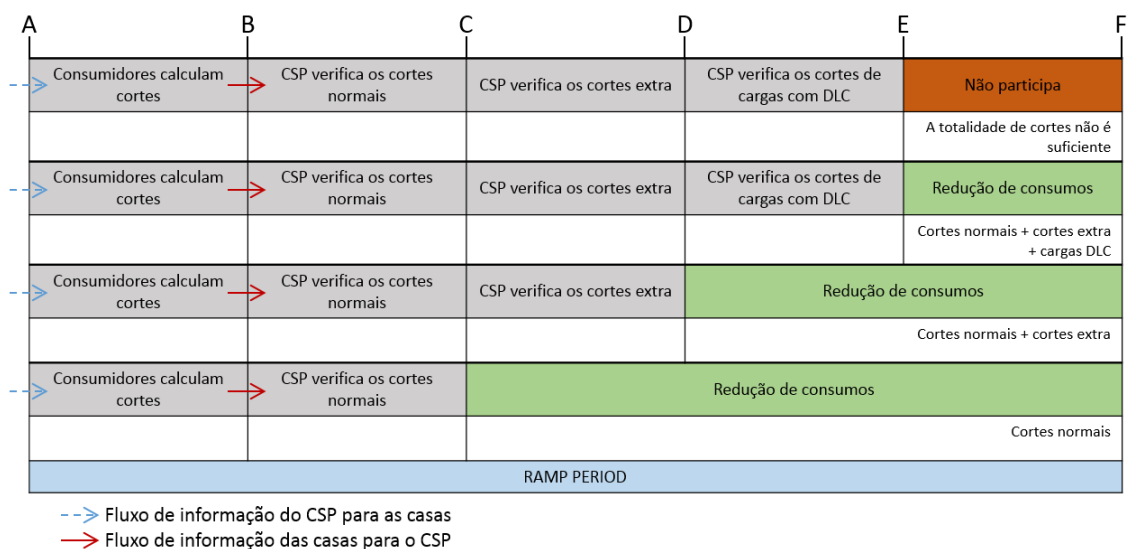 A B C D E F
Consumidores calculam
cortes
CSP verifica os cortes
normais
CSP verifica os cortes extra
CSP verifica os cortes de
cargas com DLC
Não participa
A totalidade de cortes não é
suficiente
Consumidores calculam
cortes
CSP verifica os cortes
normais
CSP verifica os cortes extra
CSP verifica os cortes de
cargas com DLC
Redução de consumos
Cortes normais + cortes extra
+ cargas DLC
Consumidores calculam
cortes
CSP verifica os cortes
normais
CSP verifica os cortes extra
Redução de consumos
Cortes normais + cortes extra
Consumidores calculam
cortes
CSP verifica os cortes
normais
Redução de consumos
Cortes normais
RAMP PERIOD
Fluxo de informação do CSP para as casas
Fluxo de informação das casas para o CSP